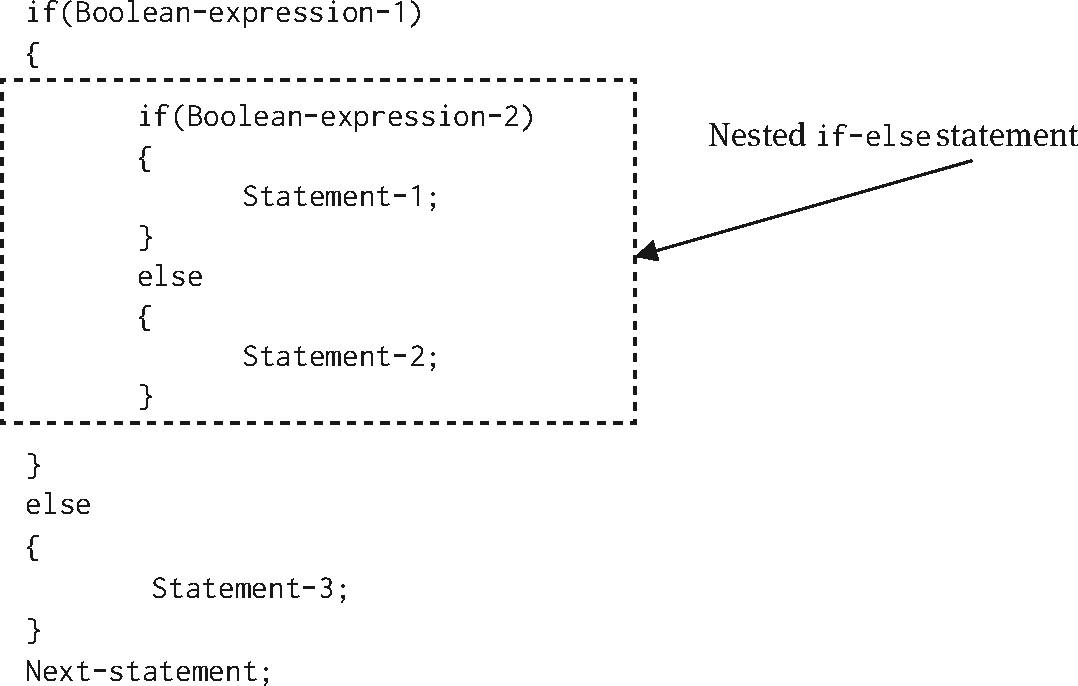 if(Boolean-expression-1)
{
if(Boolean-expression-2)
{
Statement-1;
}
else
{
Statement-2;
}
}
else
{
Statement-3;
}
Next-statement;
Nested if-else statement